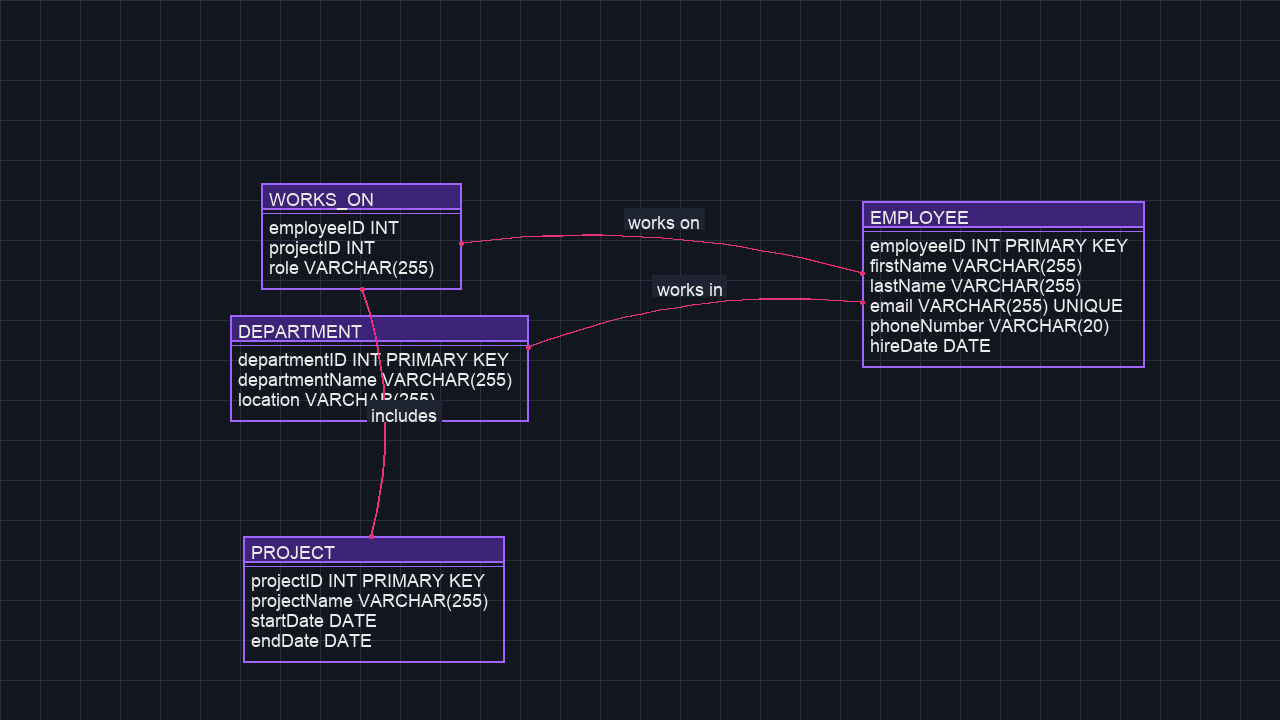 WORKS_ON
employeeID INT
projectID INT
role VARCHAR(255)
works on
EMPLOYEE
employeeID INT PRIMARY KEY
firstName VARCHAR(255)
lastName VARCHAR(255)
email VARCHAR(255) UNIQUE
phoneNumber VARCHAR(20)
hireDate DATE
works in
DEPARTMENT
departmentID INT PRIMARY KEY
departmentName VARCHAR(255)
location VARCHAR(255)
includes
PROJECT
projectID INT PRIMARY KEY
projectName VARCHAR(255)
startDate DATE
endDate DATE